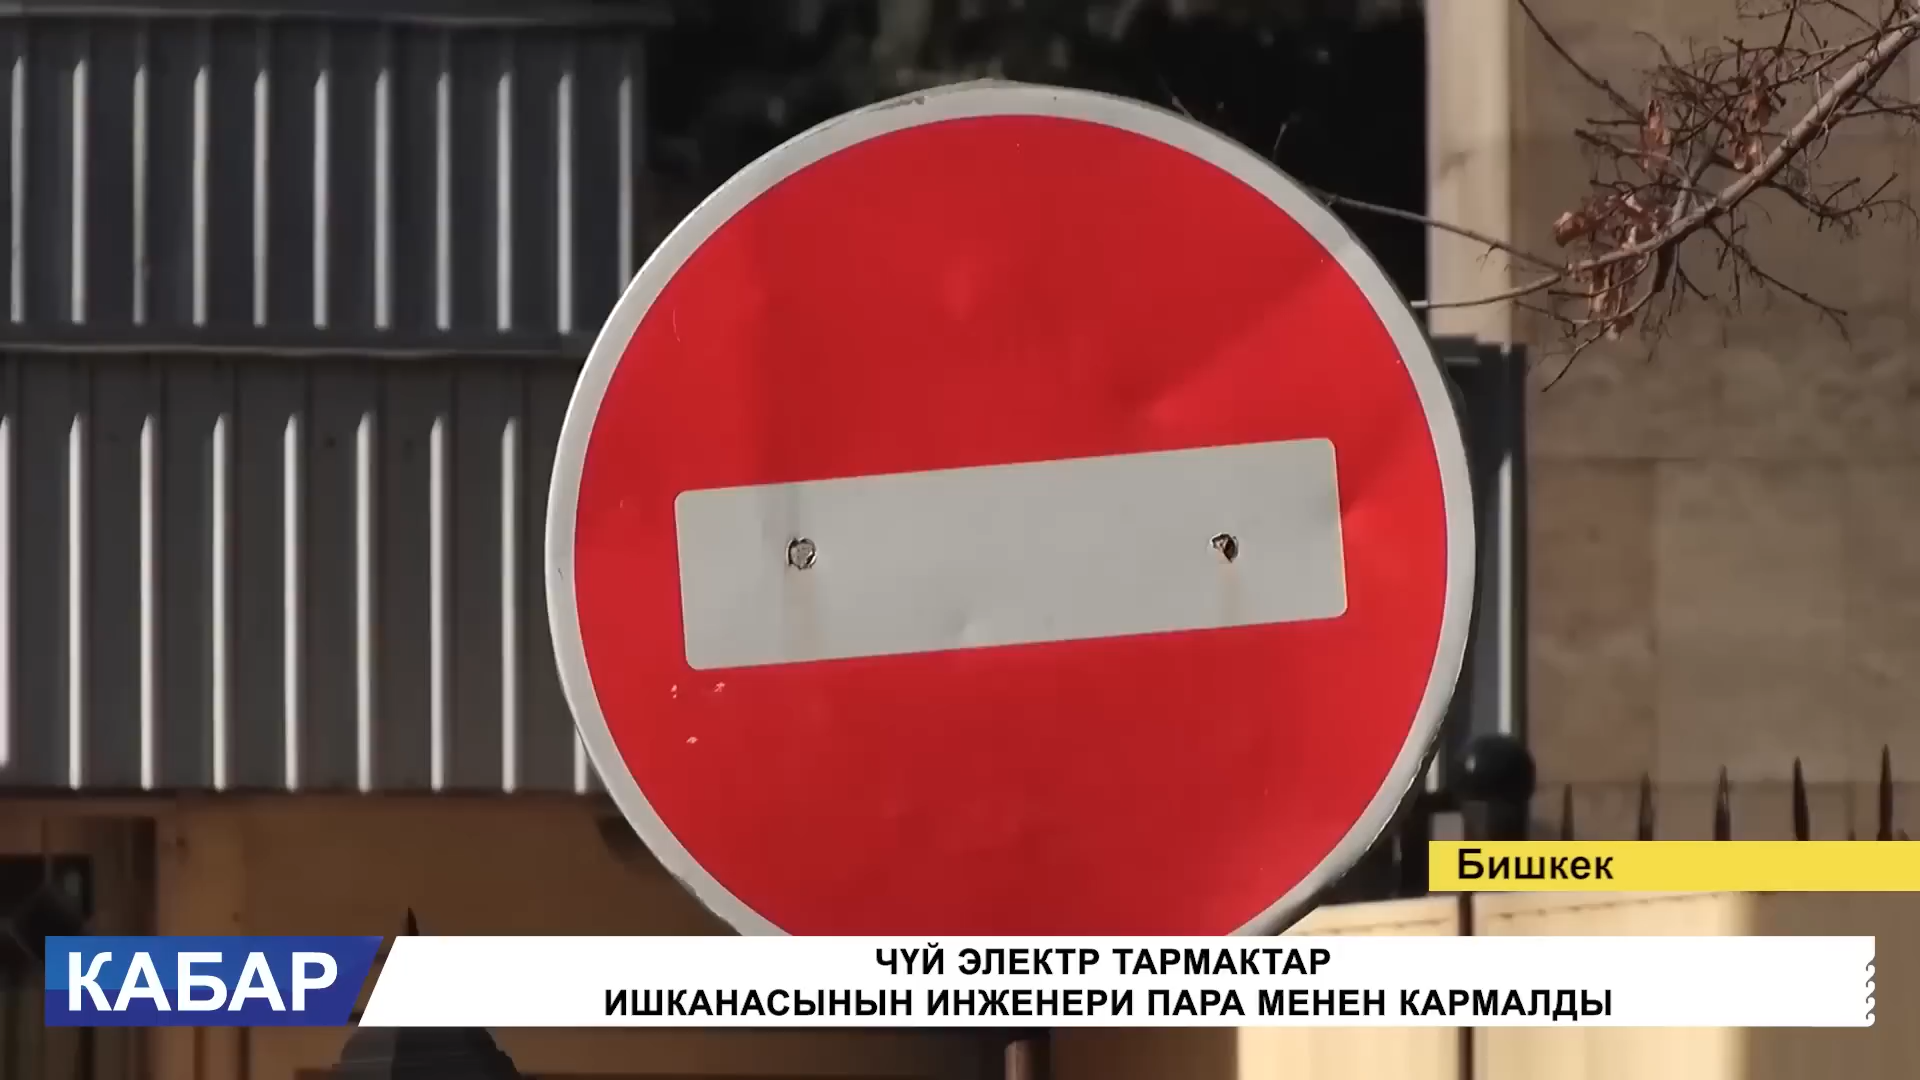 Бишкек
КАБАР
ЧҮЙ ЭЛЕКТР ТАРМАКТАР
ИШКАНАСЫНЫН ИНЖЕНЕРИ ПАРА МЕНЕН КАРМАЛДЫ